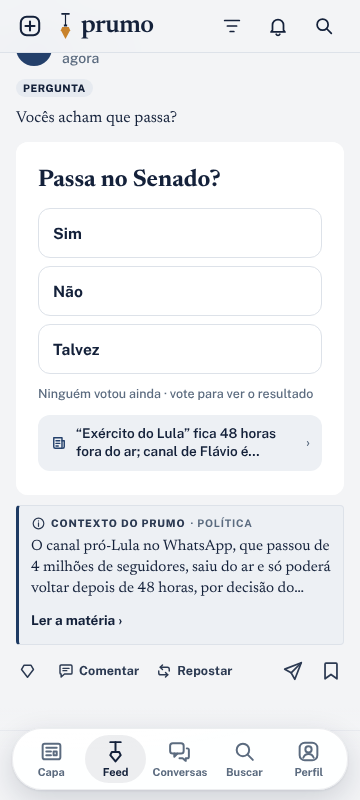 prumo
agora
PERGUNTA
Vocês acham que passa?
Passa no Senado?
Sim
Não
Talvez
Ninguém votou ainda · vote para ver o resultado
“Exército do Lula” fica 48 horas
fora do ar; canal de Flávio é... ›
CONTEXTO DO PRUMO · POLÍTICA
O canal pró-Lula no WhatsApp, que passou de
4 milhões de seguidores, saiu do ar e só poderá
voltar depois de 48 horas, por decisão do...
Ler a matéria ›
Comentar Repostar
Capa Feed Conversas Buscar Perfil